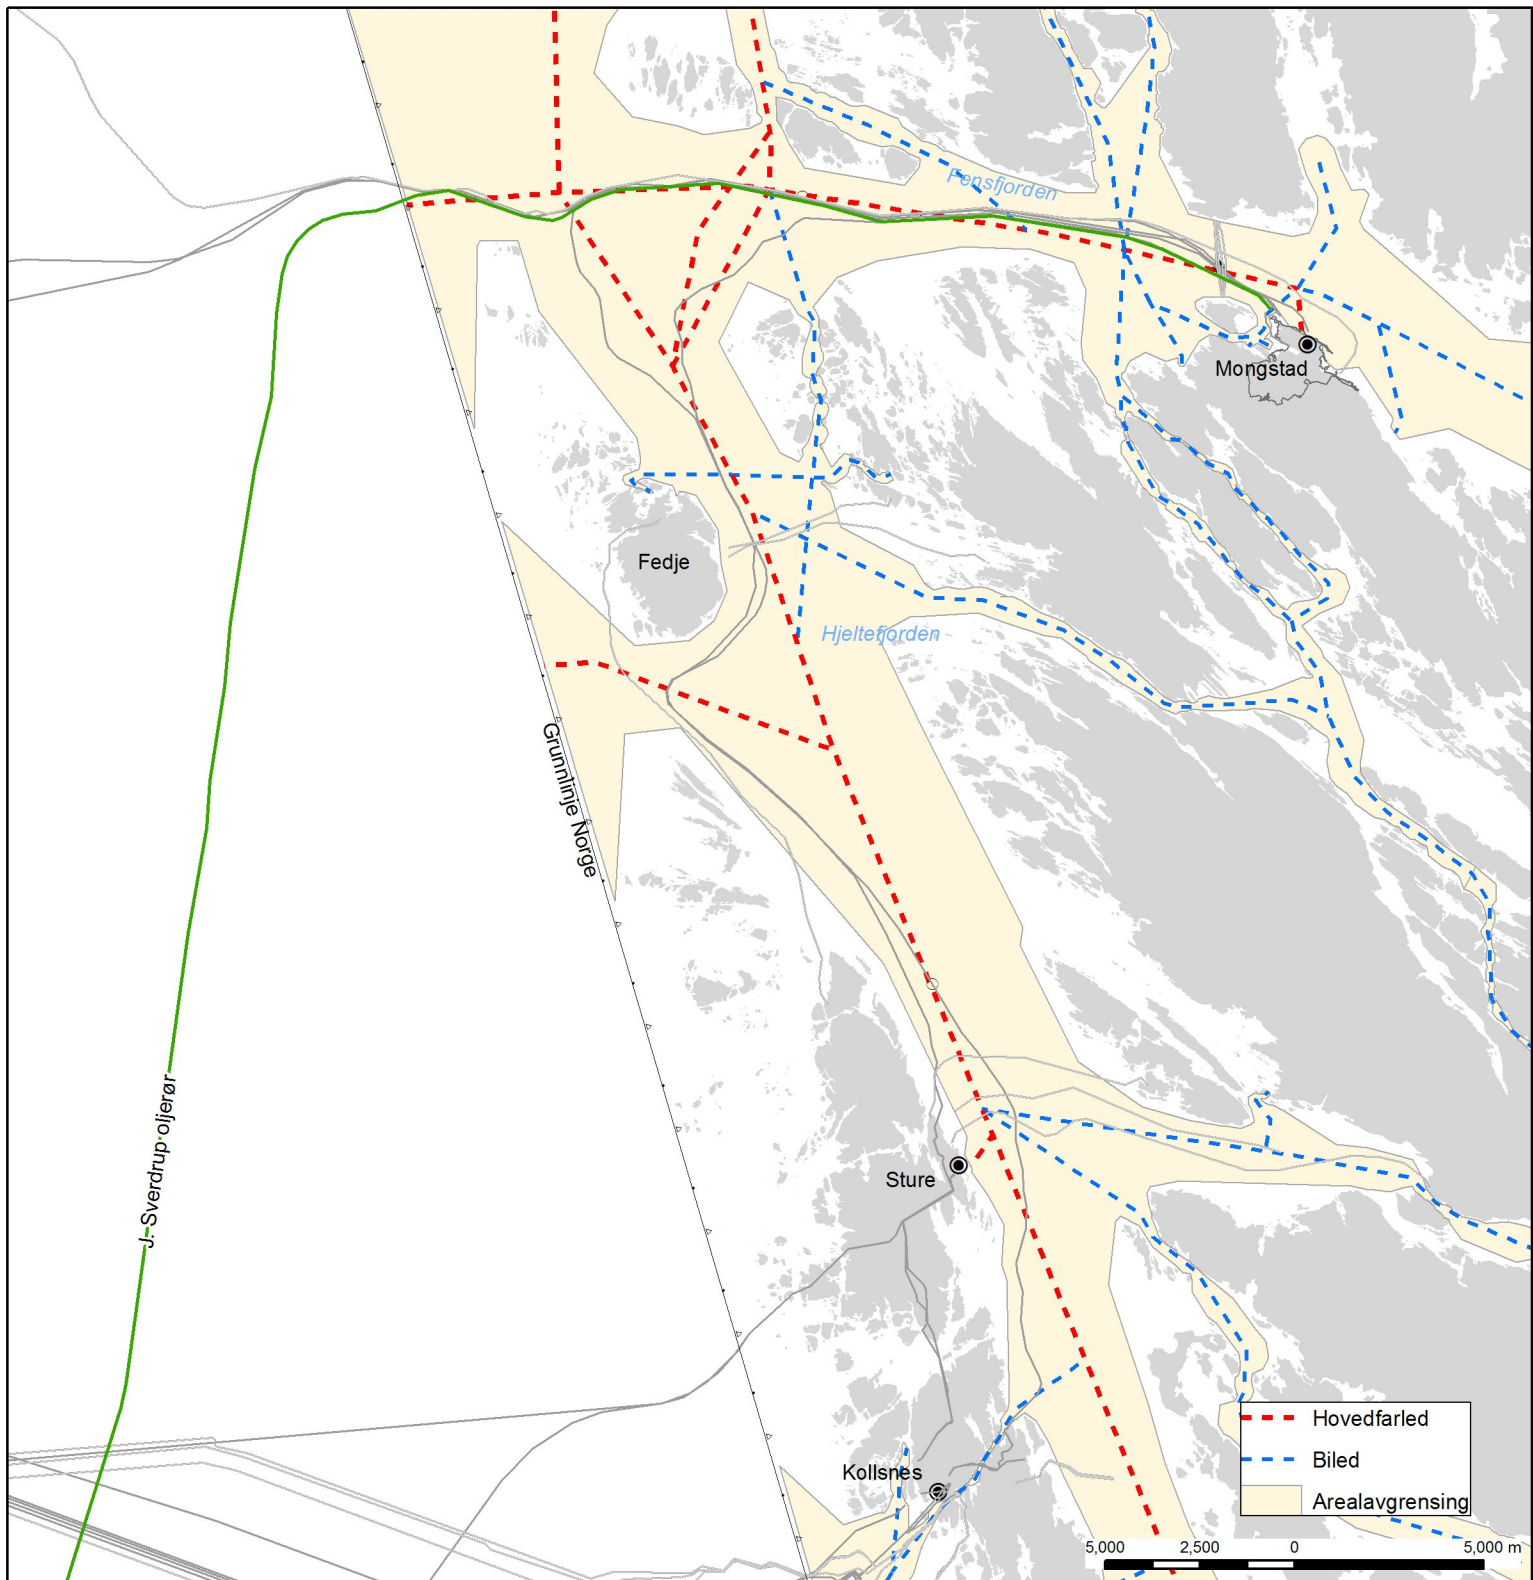 Fensfjorden
Mongstad
Fedje
Hjeltefjorden
Grunnlinje Norge
J. Sverdrup oljerør
Sture
Kollsnes
Hovedfarled
Biled
Arealavgrensing
5,000 2,500 0 5,000 m